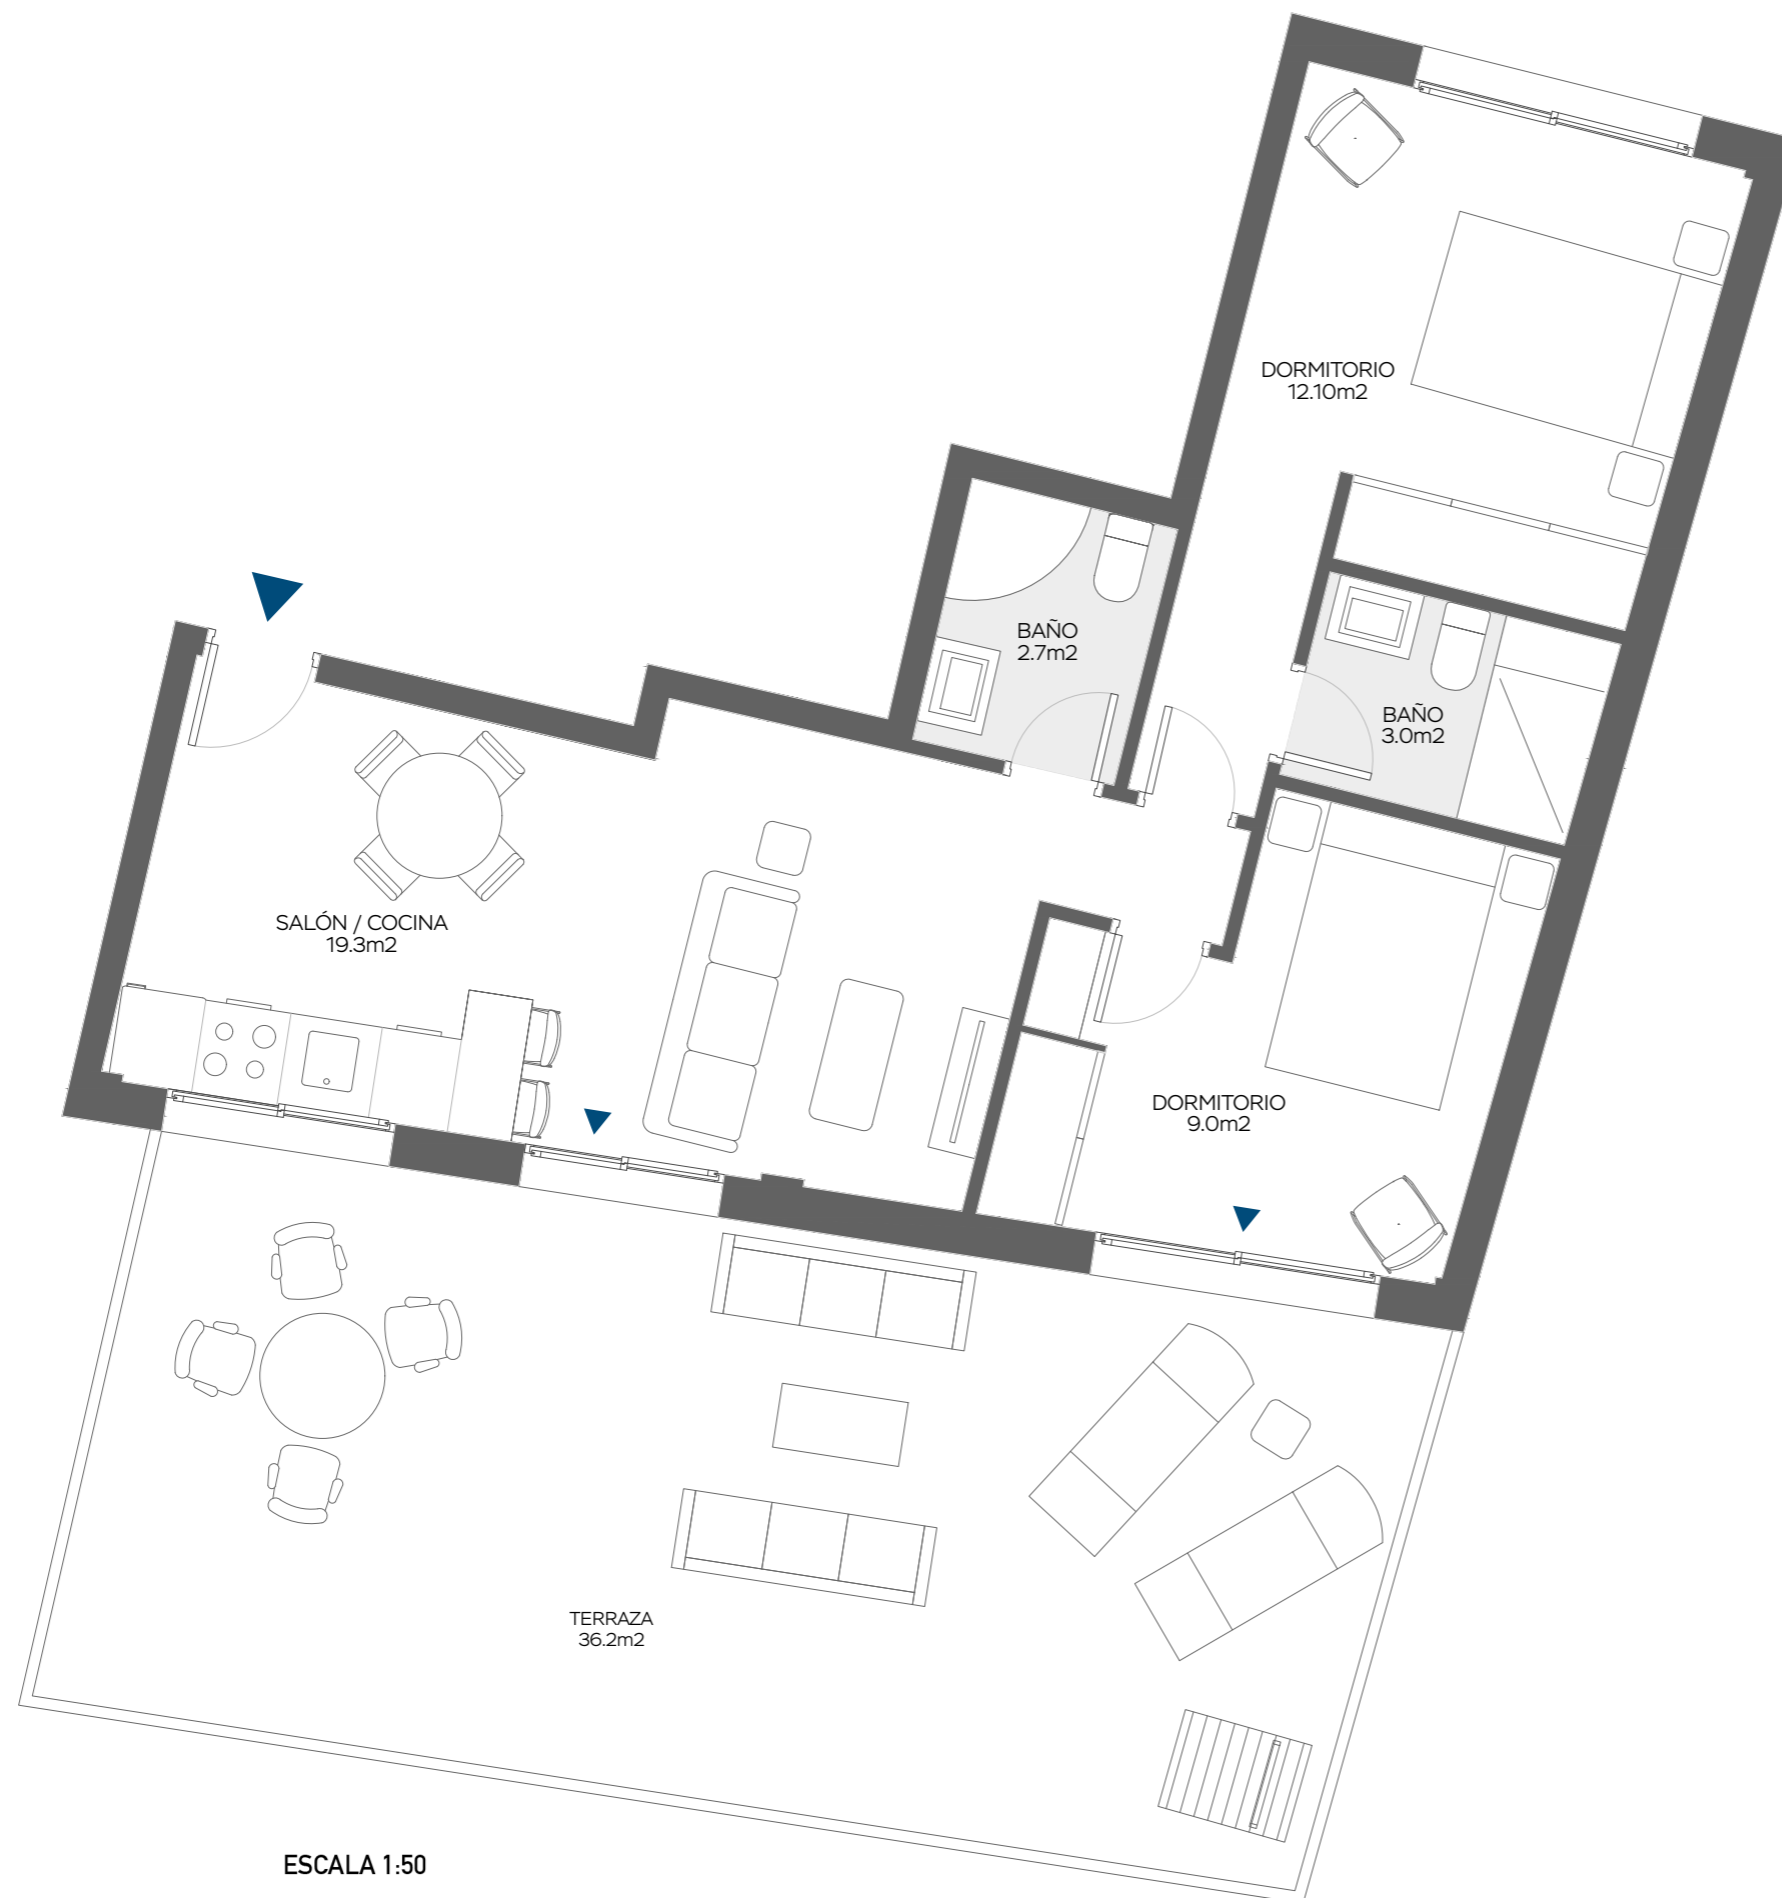 DORMITORIO
12.10m2
BAÑO
2.7m2
BAÑO
3.0m2
SALÓN / COCINA
19.3m2
DORMITORIO
9.0m2
TERRAZA
36.2m2
ESCALA 1:50